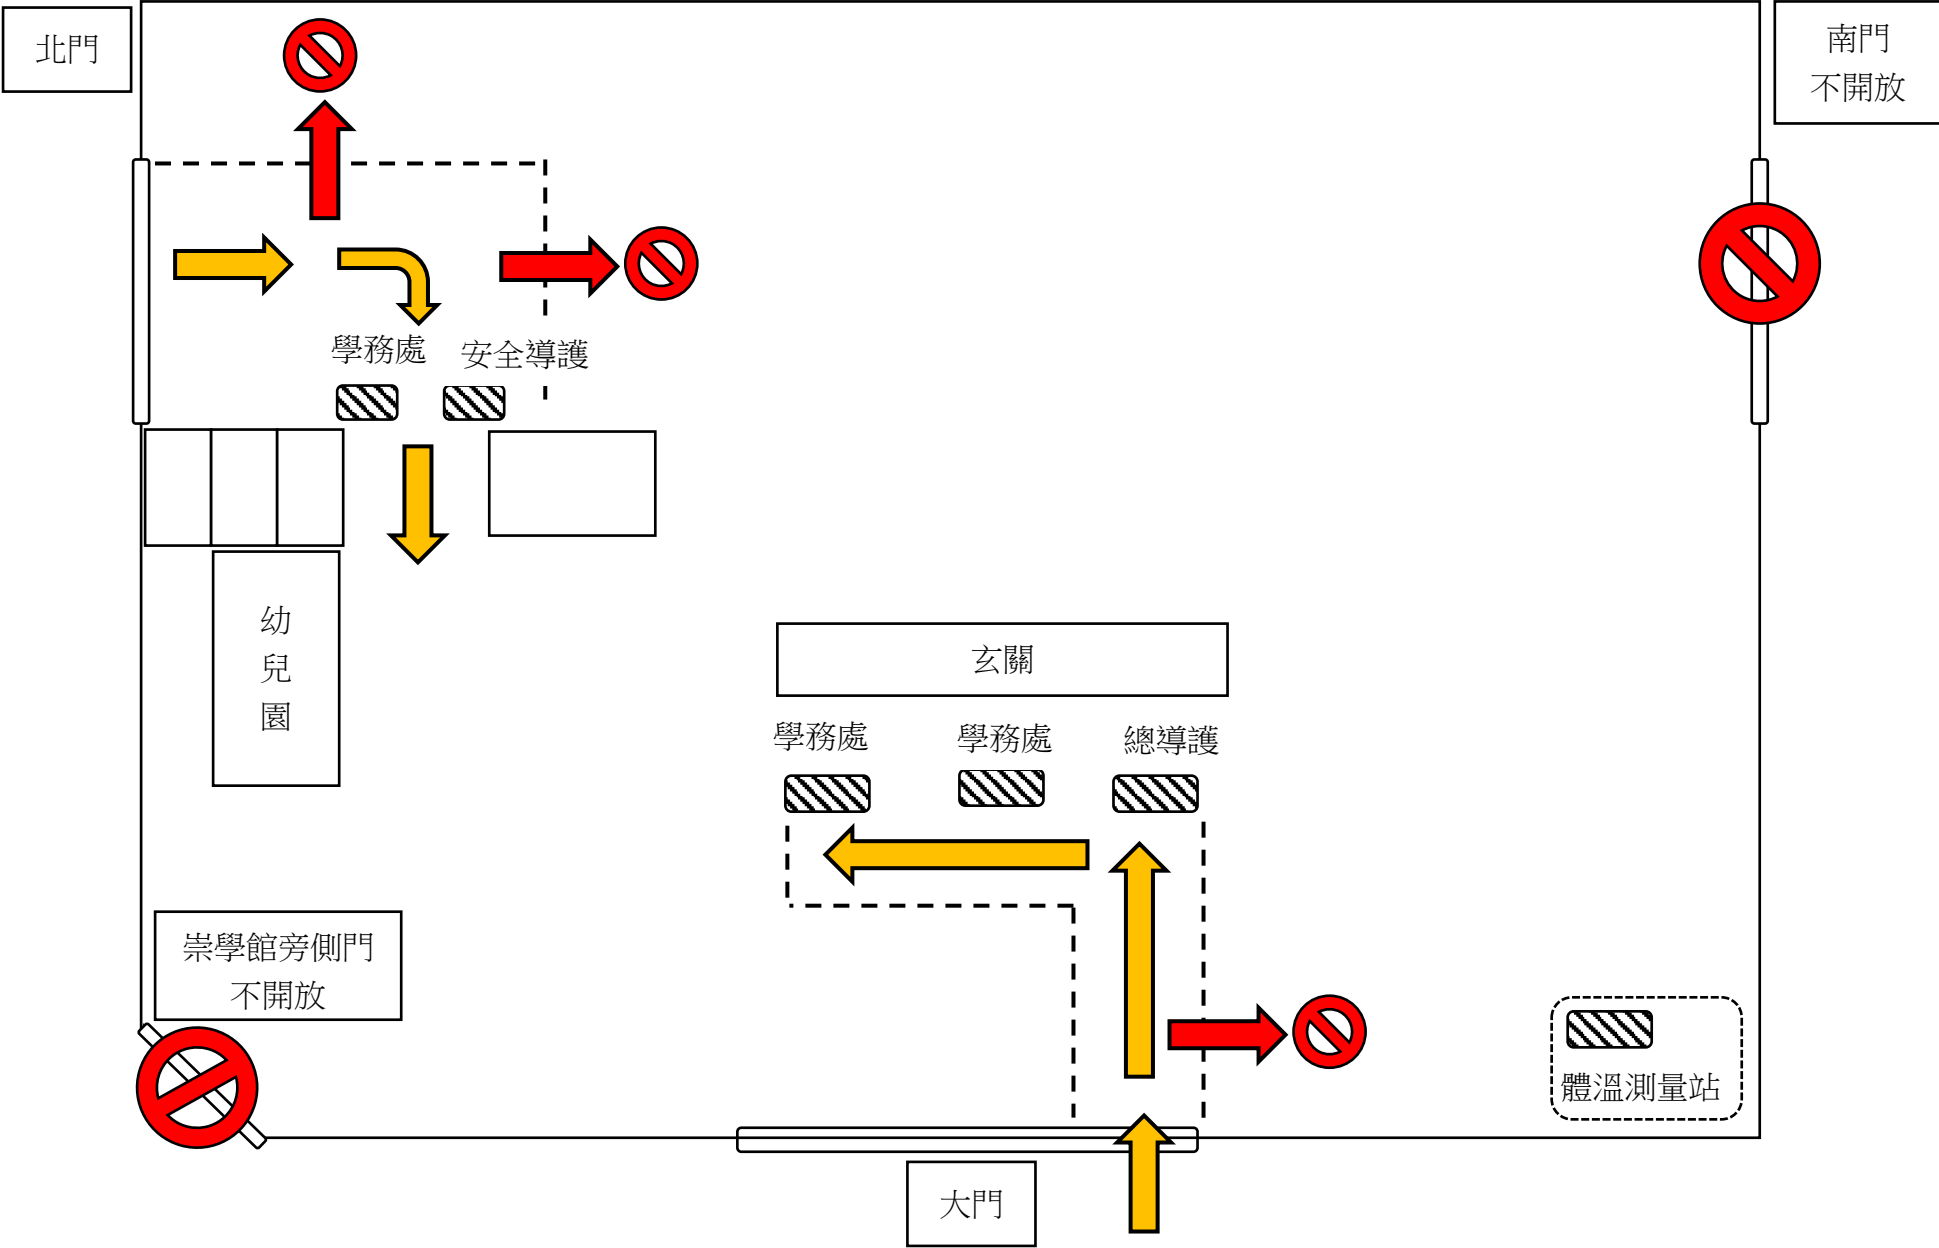 北門
南門
不開放
學務處
安全導護
幼
兒
園
玄關
學務處
學務處
總導護
崇學館旁側門
不開放
體溫測量站
大門